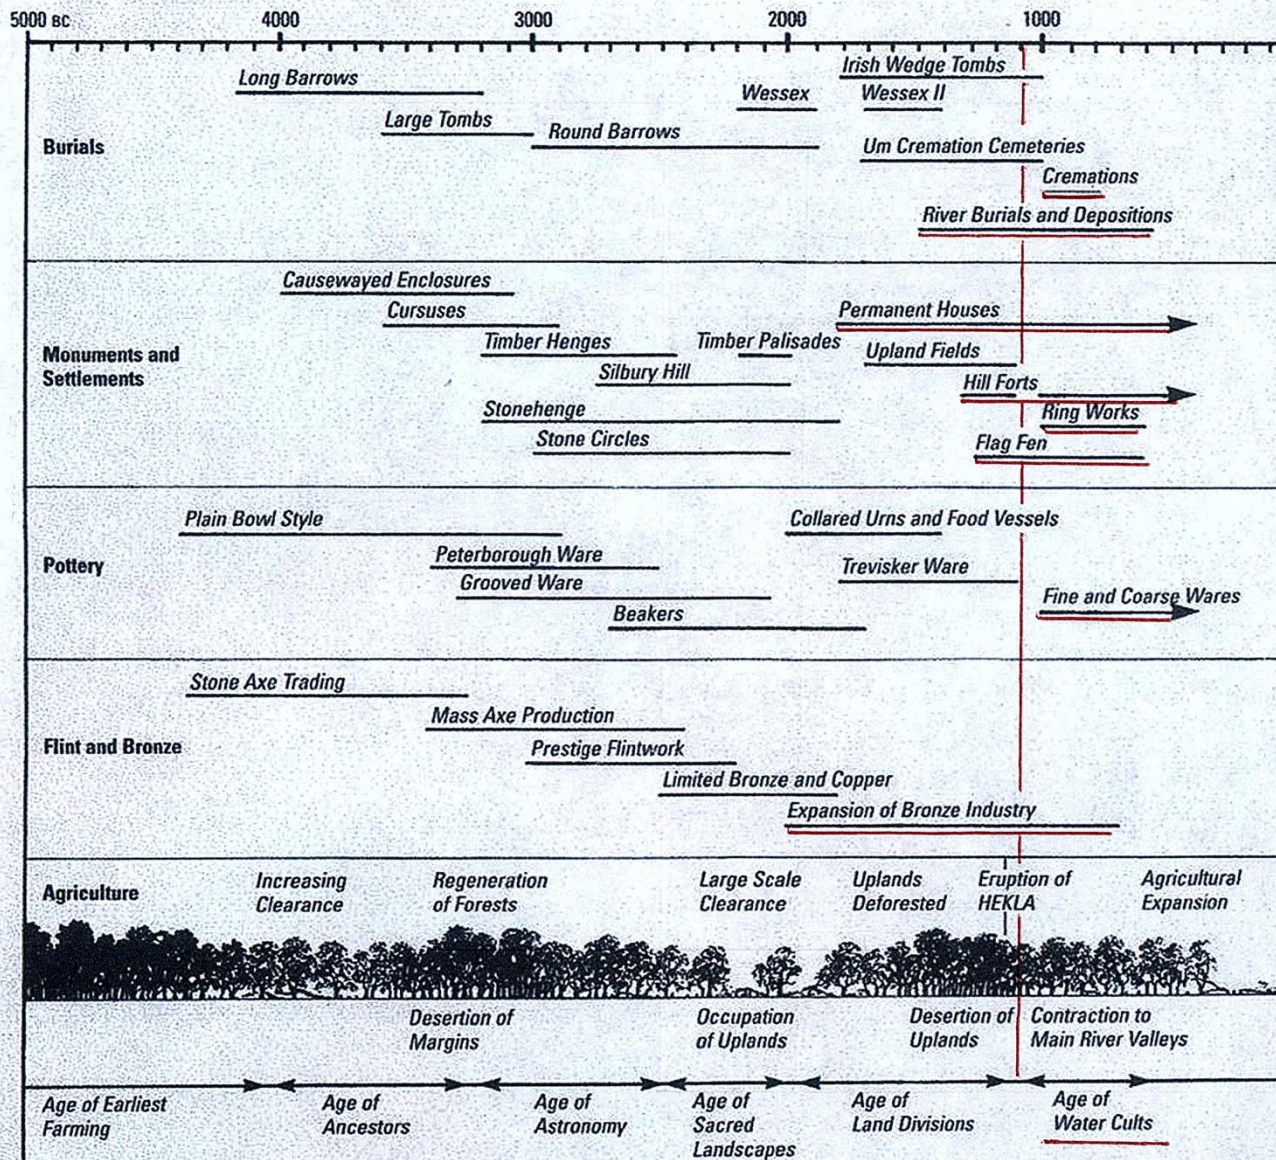 5000 BC 4000 3000 2000 1000
Irish Wedge Tombs
Long Barrows
Wessex Wessex II
Large Tombs
Round Barrows
Burials
Um Cremation Cemeteries
Cremations
River Burials and Depositions
Causewayed Enclosures
Cursuses
Permanent Houses
Timber Henges Timber Palisades
Monuments and
Settlements
Upland Fields
Silbury Hill
Hill Forts
Stonehenge
Ring Works
Stone Circles
Flag Fen
Plain Bowl Style
Collared Urns and Food Vessels
Peterborough Ware
Pottery
Trevisker Ware
Grooved Ware
Fine and Coarse Wares
Beakers
Stone Axe Trading
Mass Axe Production
Flint and Bronze
Prestige Flintwork
Limited Bronze and Copper
Expansion of Bronze Industry
Agriculture
Increasing
Clearance
Regeneration
of Forests
Large Scale
Clearance
Uplands
Deforested
Eruption of
HEKLA
Agricultural
Expansion
Desertion of
Margins
Occupation
of Uplands
Desertion of
Uplands
Contraction to
Main River Valleys
Age of Earliest
Farming
Age of
Ancestors
Age of
Astronomy
Age of
Sacred
Landscapes
Age of
Land Divisions
Age of
Water Cults